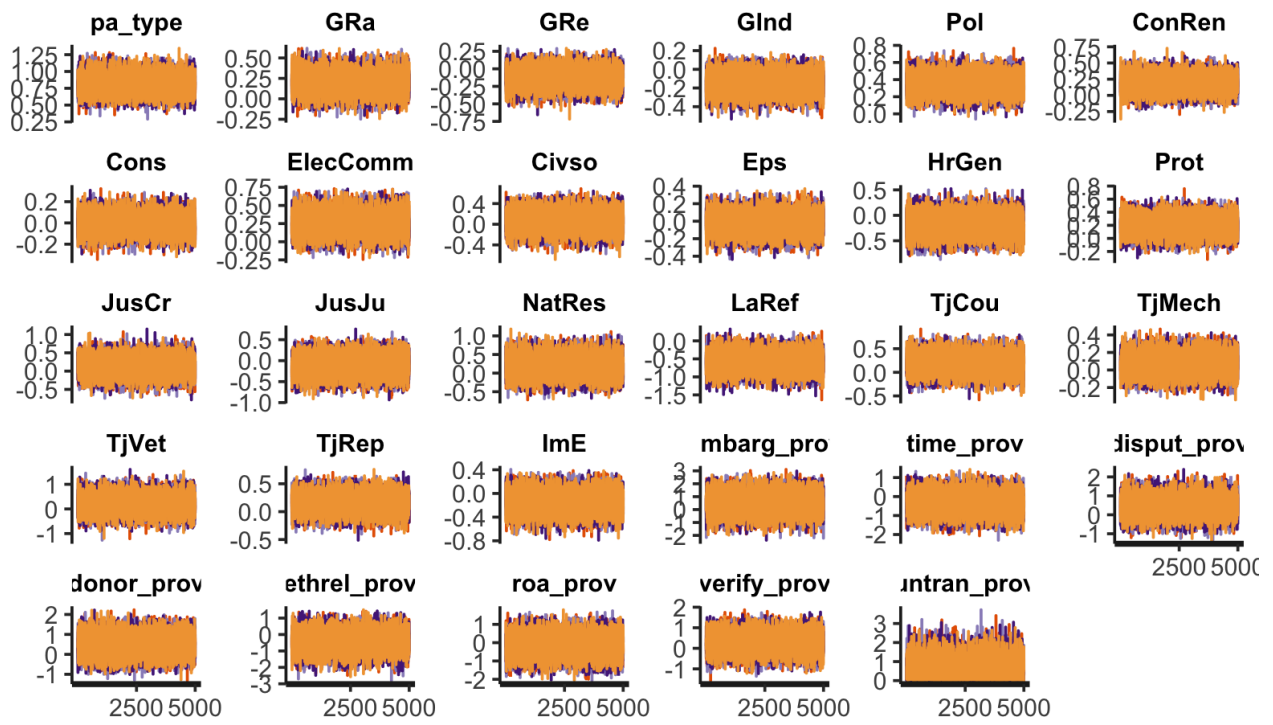 pa_type GRa GRe GInd Pol ConRen
1.25 1.00 0.75 0.50 0.25 0.50 0.25 0.00 -0.25 0.25 0.00 -0.25 -0.50 -0.75 0.2 0.0 -0.2 -0.4 0.8 0.6 0.4 0.2 0.0 0.75 0.50 0.25 0.00 -0.25
Cons ElecComm Civso Eps HrGen Prot
0.2 0.0 -0.2 0.75 0.50 0.25 0.00 -0.25 0.4 0.0 -0.4 0.4 0.2 0.0 -0.2 -0.4 0.5 0.0 -0.5 0.8 0.6 0.4 0.2 0.0 -0.2
JusCr JusJu NatRes LaRef TjCou TjMech
1.0 0.5 0.0 -0.5 0.5 0.0 -0.5 -1.0 1.0 0.5 0.0 -0.5 0.0 -0.5 -1.0 -1.5 0.5 0.0 -0.5 0.4 0.2 0.0 -0.2
TjVet TjRep ImE mbarg_pro time_prov disput_prov
1 0 -1 0.5 0.0 -0.5 0.4 0.0 -0.4 -0.8 3 2 1 0 -1 -2 1 0 -1 -2 2 1 0 -1
2500 5000
donor_prov ethrel_prov roa_prov verify_prov untran_prov
2 1 0 -1 1 0 -1 -2 -3 2 1 0 -1 -2 2 1 0 -1 3 2 1 0
2500 5000 2500 5000 2500 5000 2500 5000 2500 5000